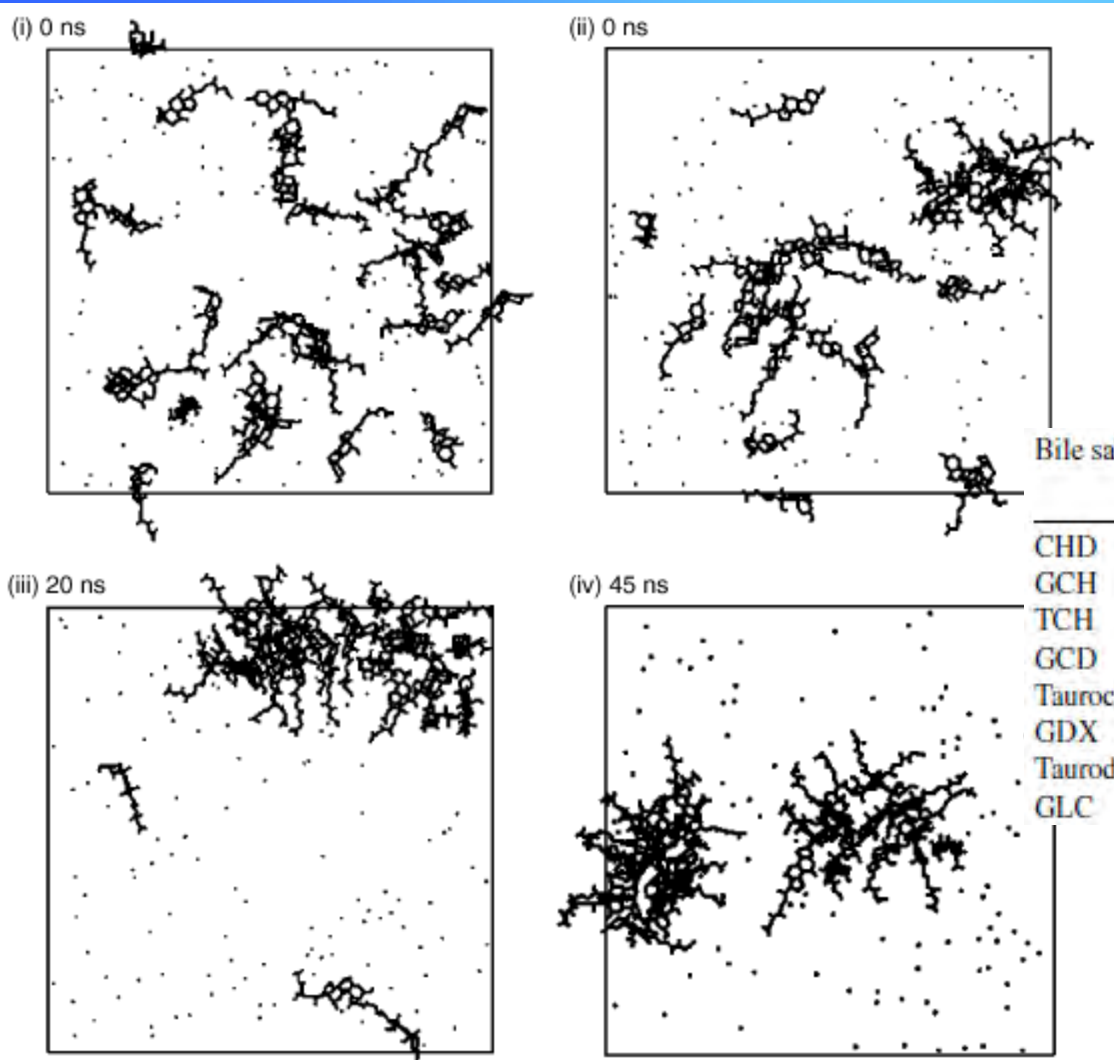 (i) 0 ns
(ii) 0 ns
Bile sa
CHD
GCH
TCH
GCD
Tauroc
GDX
Taurod
GLC
(iii) 20 ns
(iv) 45 ns